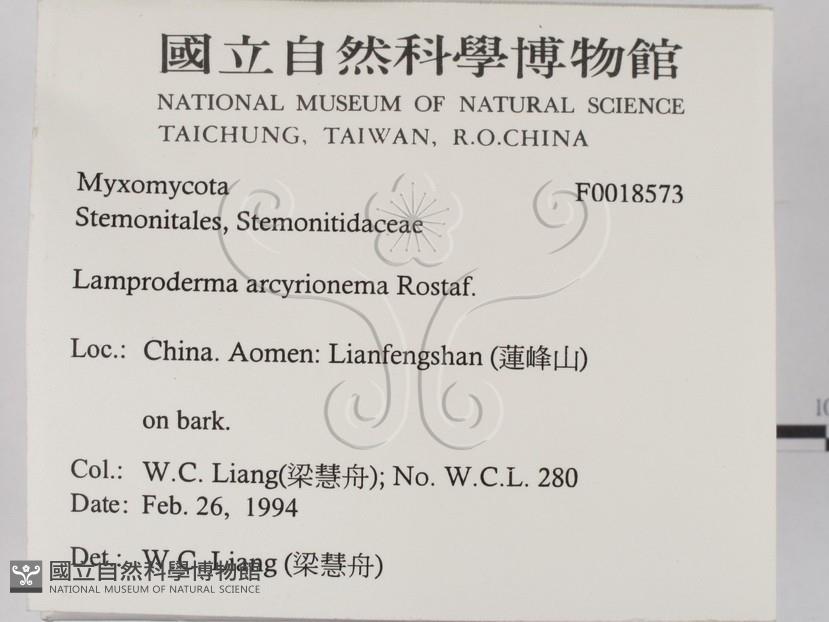 國立自然科學博物館
NATIONAL MUSEUM OF NATURAL SCIENCE
TAICHUNG, TAIWAN, R.O.CHINA
Myxomycota F0018573
Stemonitales, Stemonitidaceae
Lamproderma arcyrionema Rostaf.
Loc.: China. Aomen: Lianfengshan (蓮峰山)
on bark.
Col.: W.C. Liang(梁慧舟); No. W.C.L. 280
Date: Feb. 26, 1994
Det.: W.C. Liang (梁慧舟)
國立自然科學博物館
NATIONAL MUSEUM OF NATURAL SCIENCE
10